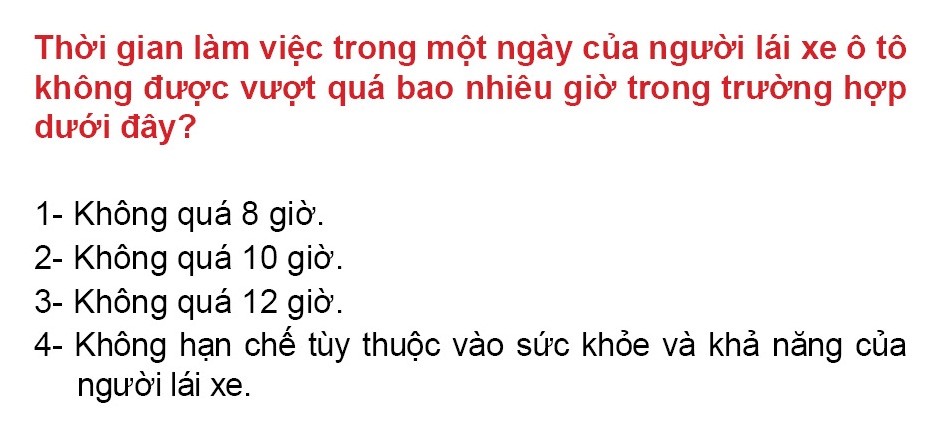 Thời gian làm việc trong một ngày của người lái xe ô tô
không được vượt quá bao nhiêu giờ trong trường hợp
dưới đây?
1- Không quá 8 giờ.
2- Không quá 10 giờ.
3- Không quá 12 giờ.
4- Không hạn chế tùy thuộc vào sức khỏe và khả năng của
người lái xe.